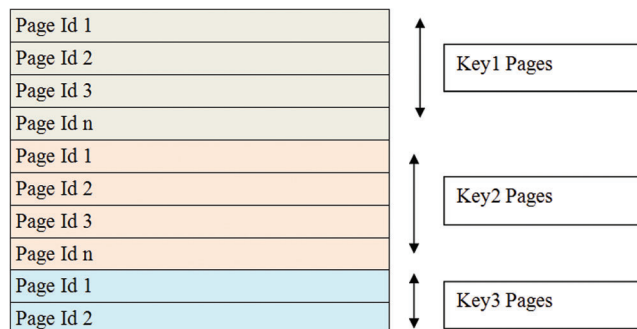 Page Id 1
Page Id 2
Page Id 3
Page Id n
Key1 Pages
Page Id 1
Page Id 2
Page Id 3
Page Id n
Key2 Pages
Page Id 1
Page Id 2
Key3 Pages